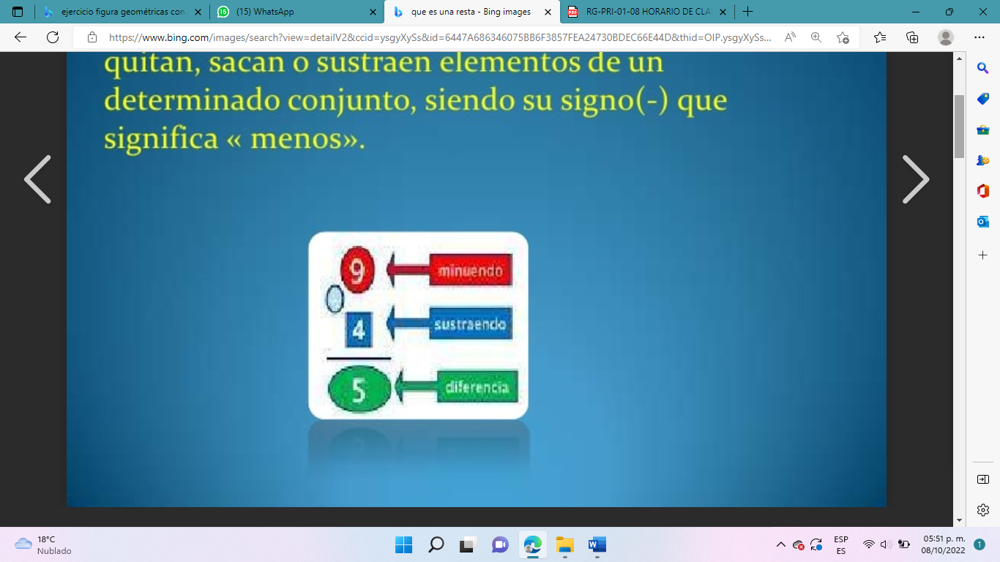 ejercicio figura geométricas con
(15) WhatsApp
que es una resta - Bing images
RG-PRI-01-08 HORARIO DE CLA
https://www.bing.com/images/search?view=detailV2&ccid=ysgyXySs&id=6447A686346075BB6F3857FEA24730BDEC66E44D&thid=OIP.ysgyXySs...
quitan, sacan o sustraen elementos de un
determinado conjunto, siendo su signo(-) que
significa « menos».
9 minuendo
4 sustraendo
5 diferencia
18°C
Nublado
ESP
ES
05:51 p. m.
08/10/2022
1